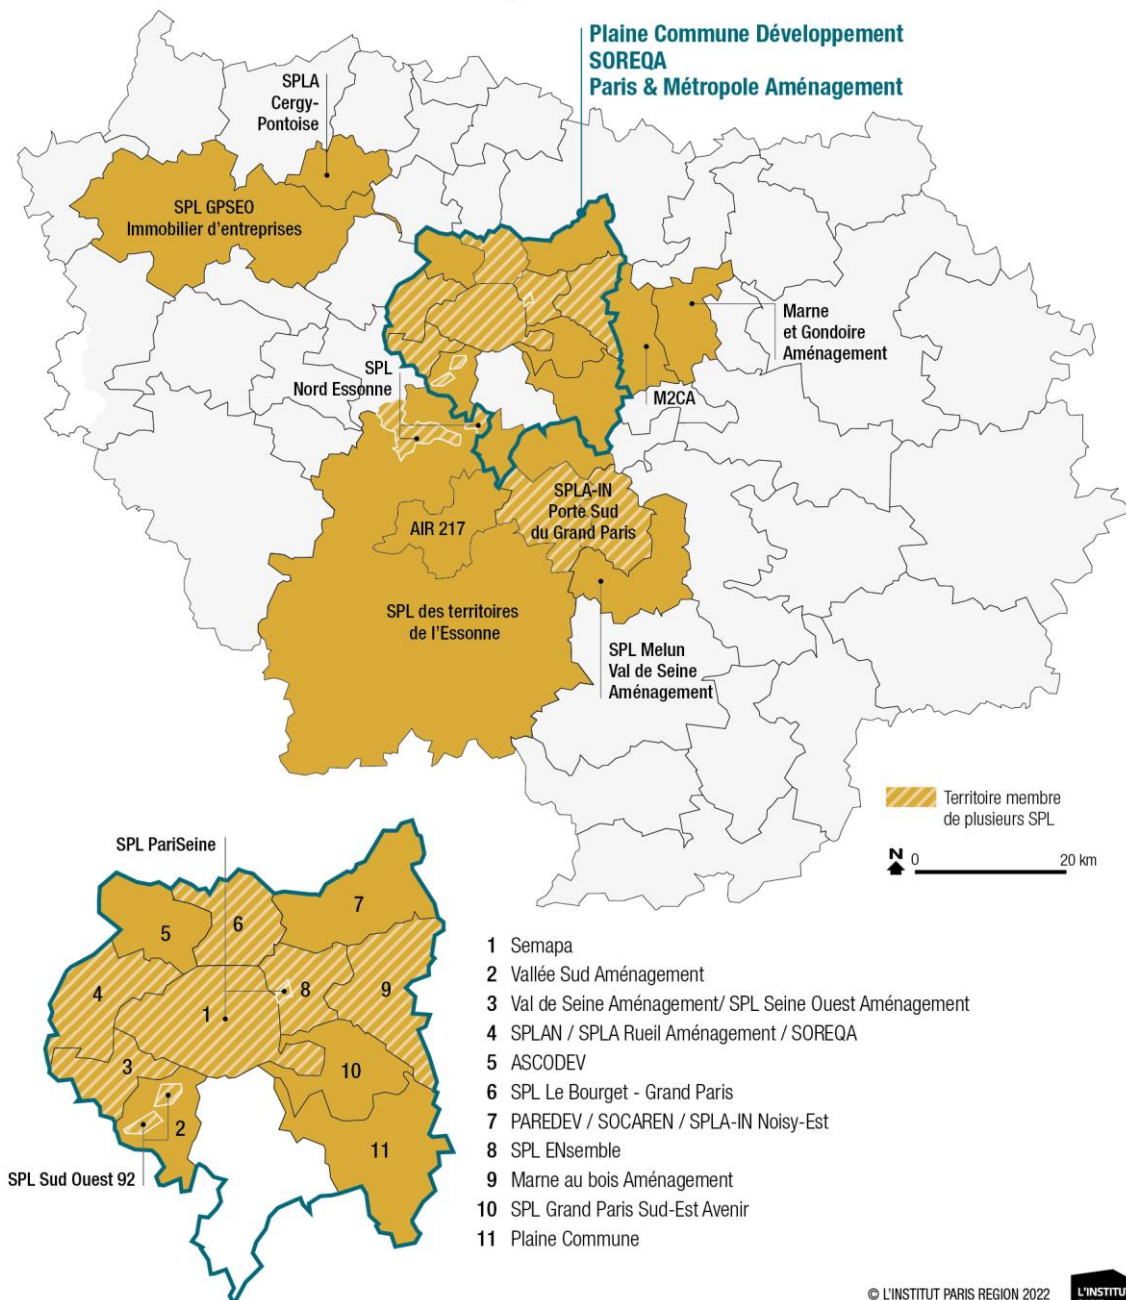 Plaine Commune Développement
SOREQA
Paris & Métropole Aménagement
SPLA
Cergy-
Pontoise
SPL GPSEO
Immobilier d’entreprises
Marne
et Gondoire
Aménagement
SPL
Nord Essonne
M2CA
SPLA-IN
Porte Sud
du Grand Paris
AIR 217
SPL des territoires
de l’Essonne
SPL Melun
Val de Seine
Aménagement
Territoire membre
de plusieurs SPL
N
0
20 km
SPL PariSeine
7
6
5
4
8
9
1
3
10
2
11
SPL Sud Ouest 92
1 Semapa
2 Vallée Sud Aménagement
3 Val de Seine Aménagement/ SPL Seine Ouest Aménagement
4 SPLAN / SPLA Rueil Aménagement / SOREQA
5 ASCODEV
6 SPL Le Bourget - Grand Paris
7 PAREDEV / SOCAREN / SPLA-IN Noisy-Est
8 SPL ENsemble
9 Marne au bois Aménagement
10 SPL Grand Paris Sud-Est Avenir
11 Plaine Commune
© L'INSTITUT PARIS REGION 2022
L'INSTITUT